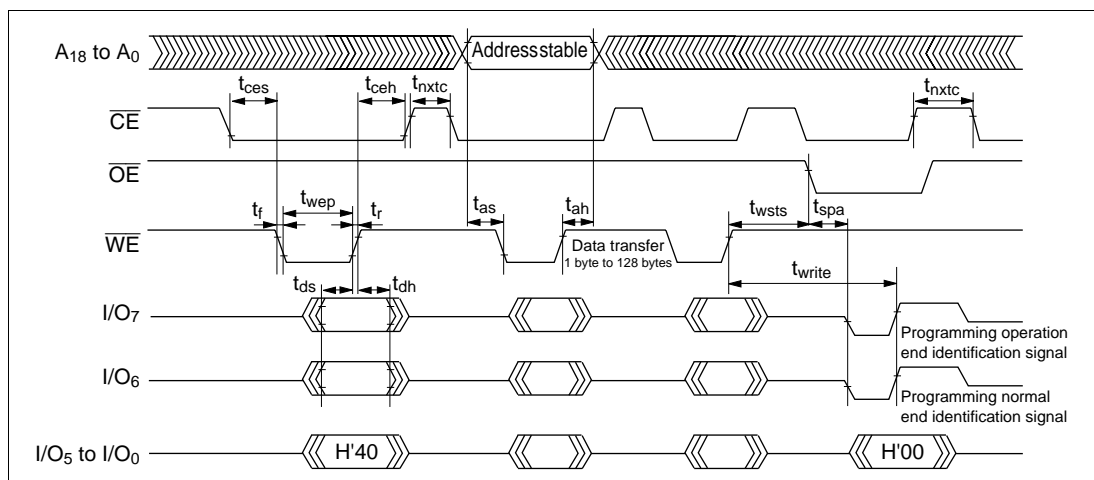 A18 to A0
Address stable
tces
tceh
tnxtc
tnxtc
CE
OE
tf
twep
tr
tas
tah
twsts
tspa
WE
Data transfer
1 byte to 128 bytes
twrite
tds
tdh
I/O7
Programming operation
end identification signal
I/O6
Programming normal
end identification signal
I/O5 to I/O0
H'40
H'00